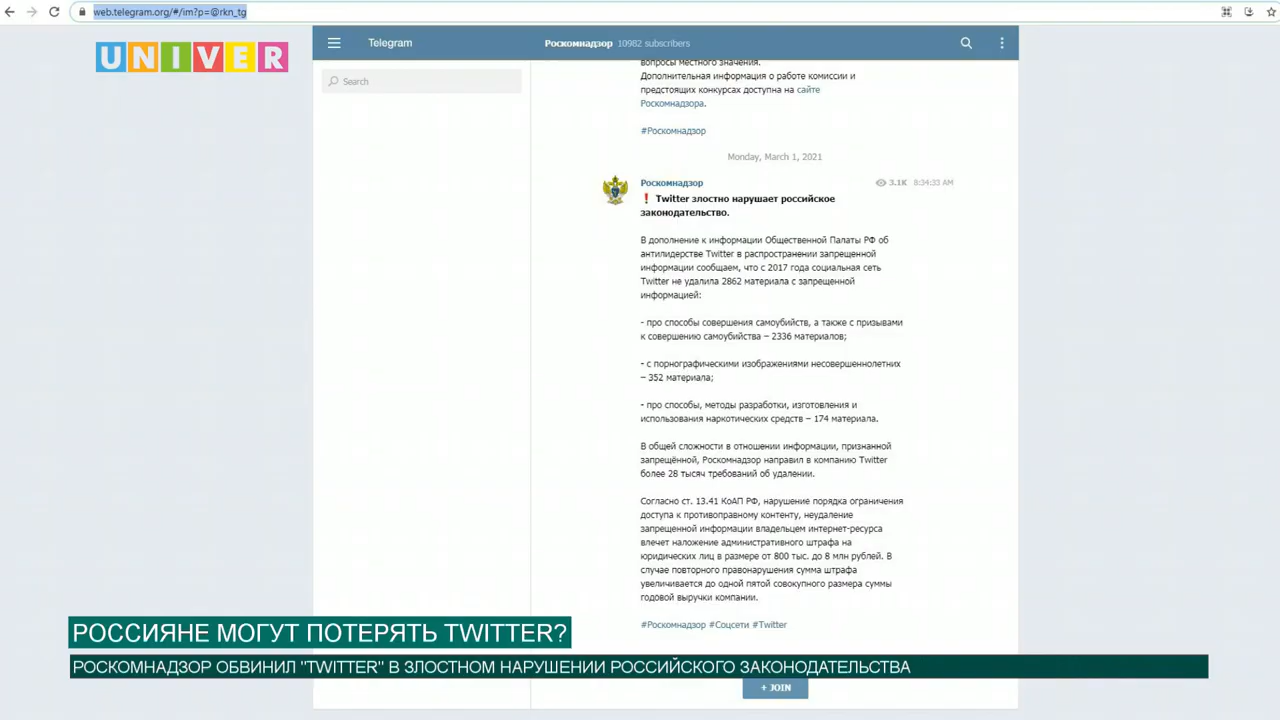 web.telegram.org/#/im?p=@rkn_tg
UNIVER
Telegram
Роскомнадзор 10982 subscribers
Search
вопросы местного значения.
Дополнительная информация о работе комиссии и
предстоящих конкурсах доступна на сайте
Роскомнадзора.
#Роскомнадзор
Monday, March 1, 2021
Роскомнадзор 3.1K 8:34:33 AM
❗ Twitter злостно нарушает российское
законодательство.
В дополнение к информации Общественной Палаты РФ об
антилидерстве Twitter в распространении запрещенной
информации сообщаем, что с 2017 года социальная сеть
Twitter не удалила 2862 материала с запрещенной
информацией:
- про способы совершения самоубийств, а также с призывами
к совершению самоубийства – 2336 материалов;
- с порнографическими изображениями несовершеннолетних
– 352 материала;
- про способы, методы разработки, изготовления и
использования наркотических средств – 174 материала.
В общей сложности в отношении информации, признанной
запрещённой, Роскомнадзор направил в компанию Twitter
более 28 тысяч требований об удалении.
Согласно ст. 13.41 КоАП РФ, нарушение порядка ограничения
доступа к противоправному контенту, неудаление
запрещенной информации владельцем интернет-ресурса
влечет наложение административного штрафа на
юридических лиц в размере от 800 тыс. до 8 млн рублей. В
случае повторного правонарушения сумма штрафа
увеличивается до одной пятой совокупного размера суммы
годовой выручки компании.
#Роскомнадзор #Соцсети #Twitter
РОССИЯНЕ МОГУТ ПОТЕРЯТЬ TWITTER?
РОСКОМНАДЗОР ОБВИНИЛ "TWITTER" В ЗЛОСТНОМ НАРУШЕНИИ РОССИЙСКОГО ЗАКОНОДАТЕЛЬСТВА
+ JOIN